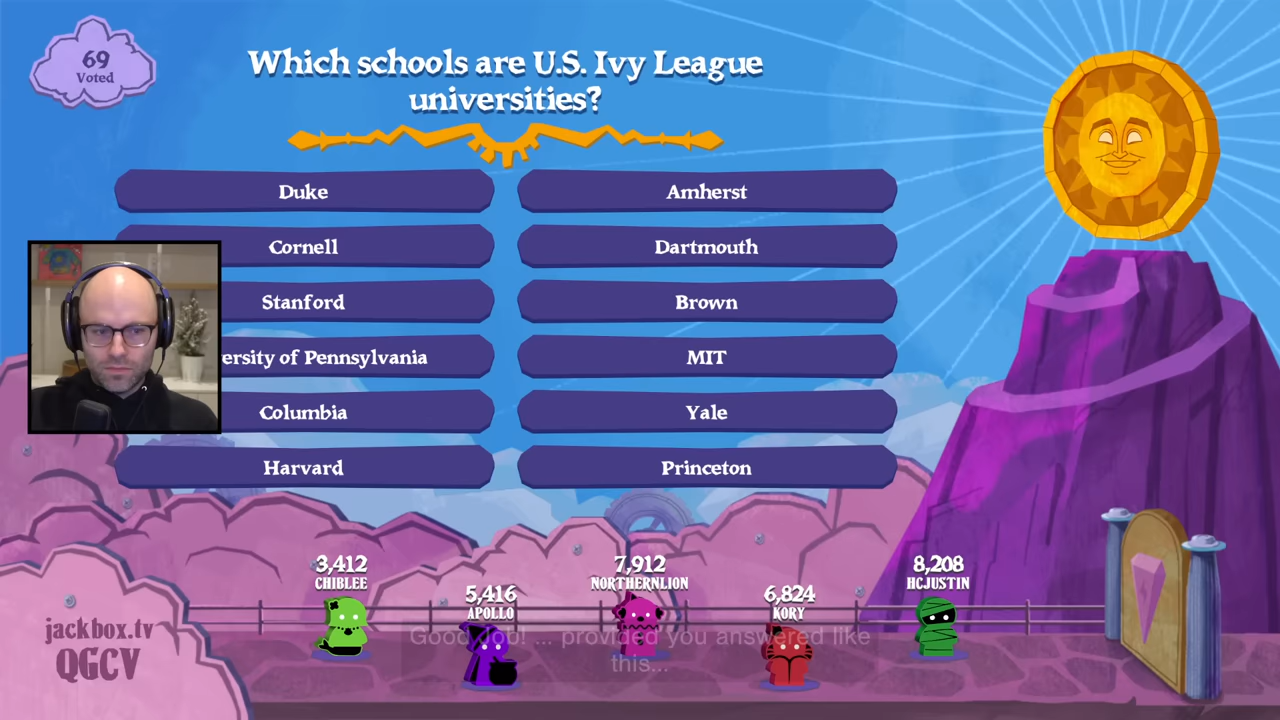 69
Voted
Which schools are U.S. Ivy League
universities?
Duke
Amherst
Cornell
Dartmouth
Stanford
Brown
ersity of Pennsylvania
MIT
Columbia
Yale
Harvard
Princeton
3,412
CHIBLEE
5,416
APOLLO
7,912
NORTHERNLION
6,824
KORY
8,208
HCJUSTIN
Good Job! ... provided you answered like
this...
jackbox.tv
QGCV